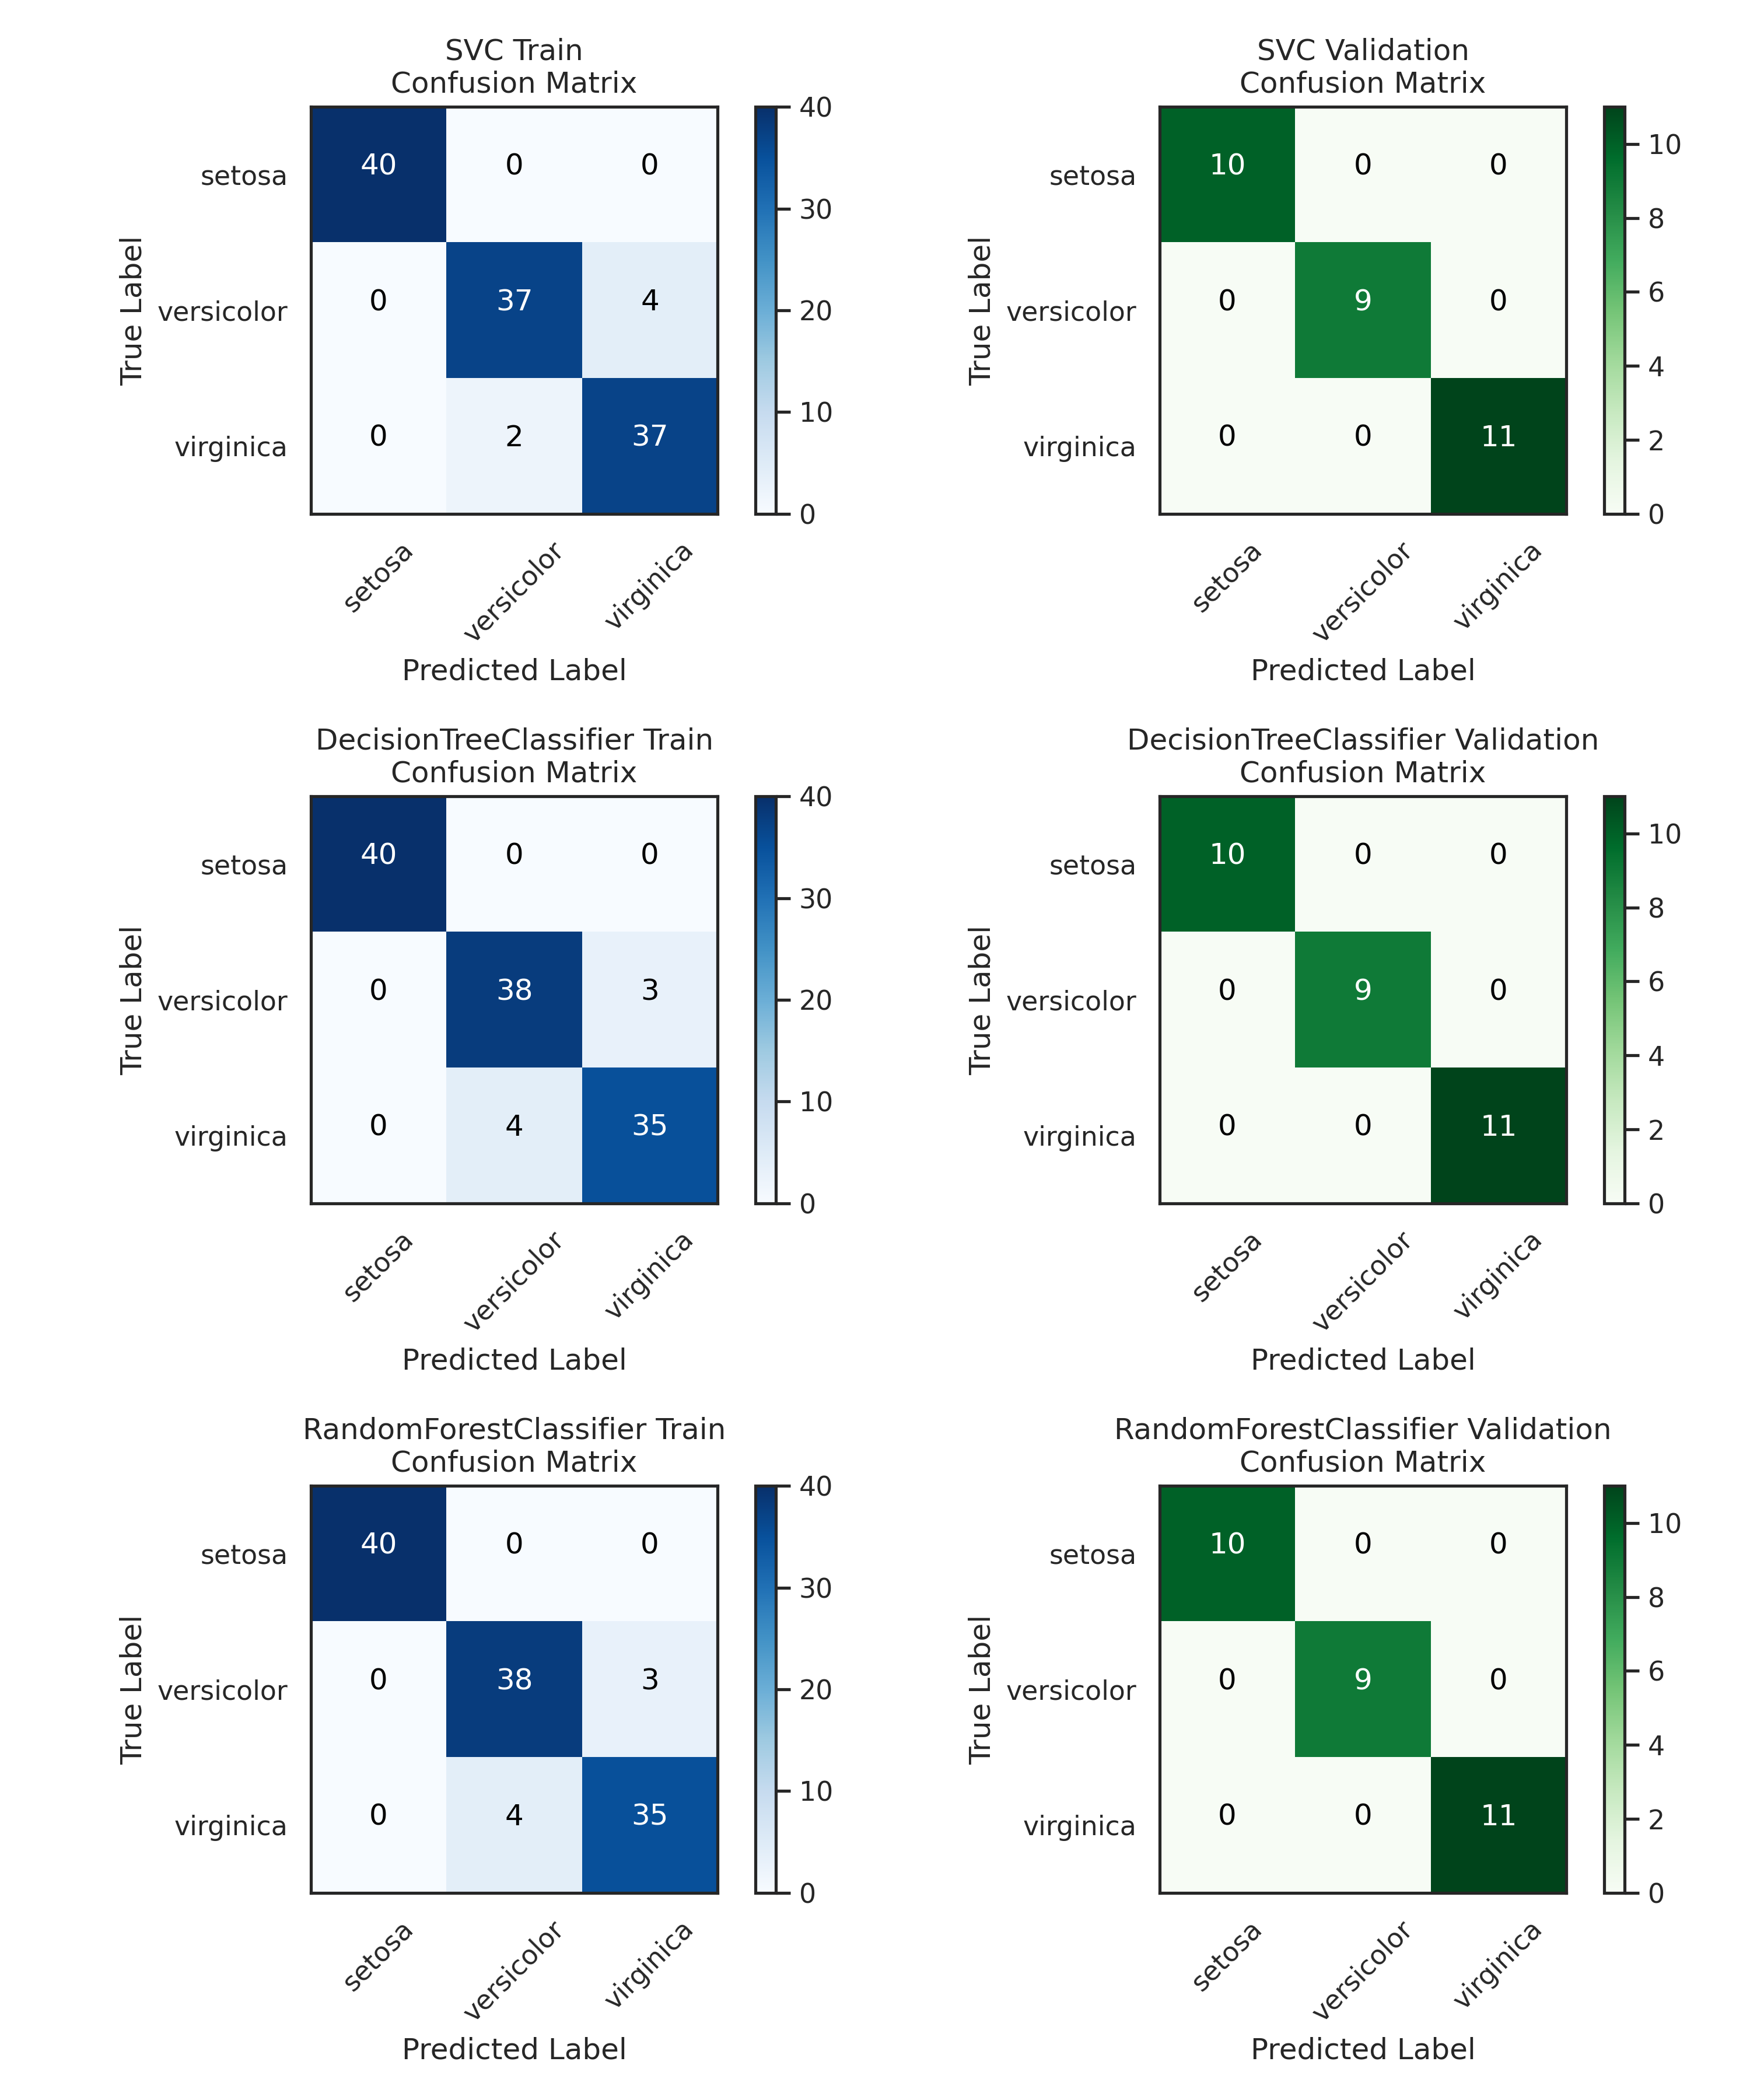 SVC Train
Confusion Matrix
40
setosa 40 0 0
30
True Label
versicolor 0 37 4
20
10
virginica 0 2 37
0
setosa versicolor virginica
Predicted Label
SVC Validation
Confusion Matrix
10
setosa 10 0 0
8
True Label
versicolor 0 9 0
6
4
virginica 0 0 11
2
0
setosa versicolor virginica
Predicted Label
DecisionTreeClassifier Train
Confusion Matrix
40
setosa 40 0 0
30
True Label
versicolor 0 38 3
20
10
virginica 0 4 35
0
setosa versicolor virginica
Predicted Label
DecisionTreeClassifier Validation
Confusion Matrix
10
setosa 10 0 0
8
True Label
versicolor 0 9 0
6
4
virginica 0 0 11
2
0
setosa versicolor virginica
Predicted Label
RandomForestClassifier Train
Confusion Matrix
40
setosa 40 0 0
30
True Label
versicolor 0 38 3
20
10
virginica 0 4 35
0
setosa versicolor virginica
Predicted Label
RandomForestClassifier Validation
Confusion Matrix
10
setosa 10 0 0
8
True Label
versicolor 0 9 0
6
4
virginica 0 0 11
2
0
setosa versicolor virginica
Predicted Label